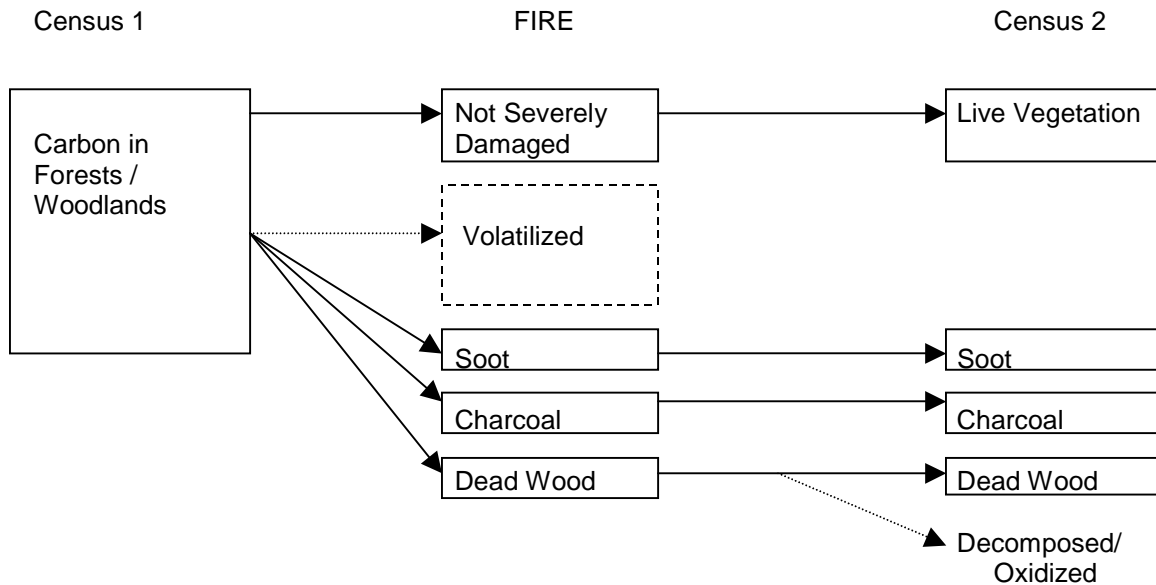 Census 1
FIRE
Census 2
Carbon in
Forests /
Woodlands
Not Severely
Damaged
Live Vegetation
Volatilized
Soot
Soot
Charcoal
Charcoal
Dead Wood
Dead Wood
Decomposed/
Oxidized